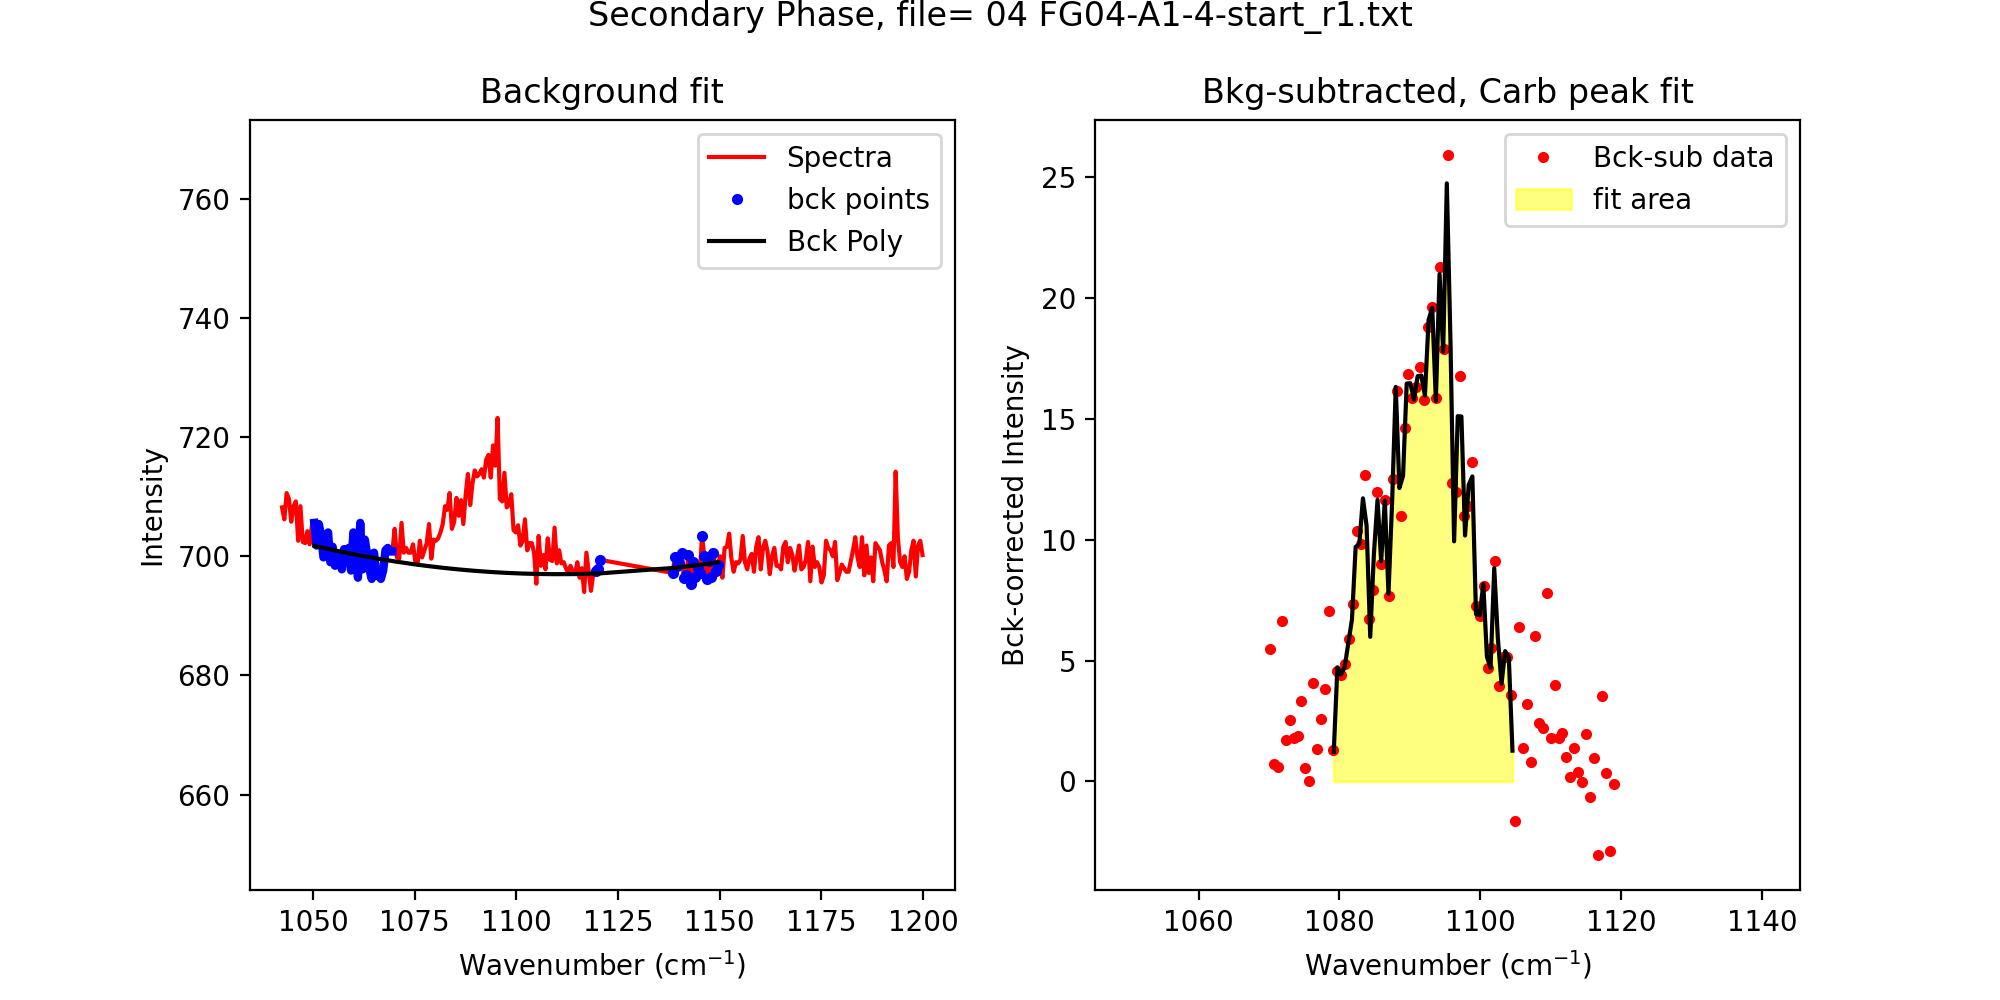 Secondary Phase, file= 04 FG04-A1-4-start_r1.txt
Background fit
Intensity
760
740
720
700
680
660
Spectra
bck points
Bck Poly
1050 1075 1100 1125 1150 1175 1200
Wavenumber (cm⁻¹)
Bkg-subtracted, Carb peak fit
Bck-corrected Intensity
25
20
15
10
5
0
Bck-sub data
fit area
1060 1080 1100 1120 1140
Wavenumber (cm⁻¹)